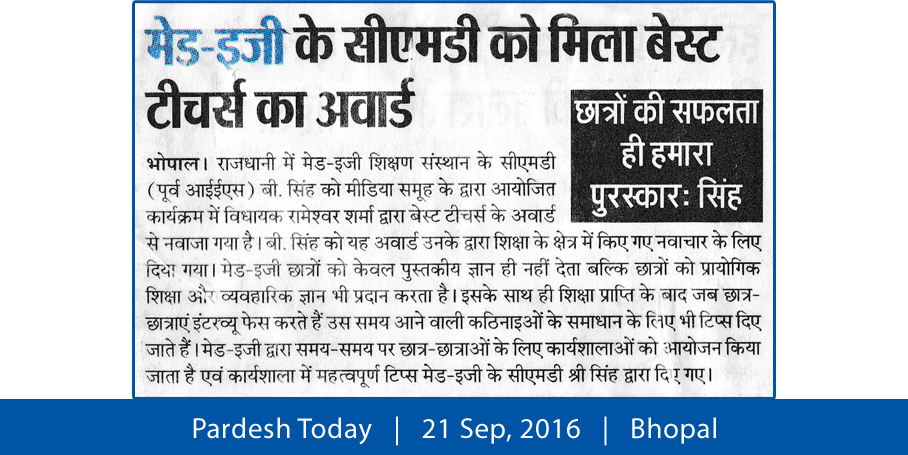 मेड-इजी के सीएमडी को मिला बेस्ट
टीचर्स का अवार्ड
छात्रों की सफलता
ही हमारा
पुरस्कार: सिंह
भोपाल। राजधानी में मेड-इजी शिक्षण संस्थान के सीएमडी
(पूर्व आईईएस) बी. सिंह को मीडिया समूह के द्वारा आयोजित
कार्यक्रम में विधायक रामेश्वर शर्मा द्वारा बेस्ट टीचर्स के अवार्ड
से नवाजा गया है। बी. सिंह को यह अवार्ड उनके द्वारा शिक्षा के क्षेत्र में किए गए नवाचार के लिए
दिया गया। मेड-इजी छात्रों को केवल पुस्तकीय ज्ञान ही नहीं देता बल्कि छात्रों को प्रायोगिक
शिक्षा और व्यवहारिक ज्ञान भी प्रदान करता है। इसके साथ ही शिक्षा प्राप्ति के बाद जब छात्र-
छात्राएं इंटरव्यू फेस करते हैं उस समय आने वाली कठिनाइओं के समाधान के लिए भी टिप्स दिए
जाते हैं। मेड-इजी द्वारा समय-समय पर छात्र-छात्राओं के लिए कार्यशालाओं को आयोजन किया
जाता है एवं कार्यशाला में महत्वपूर्ण टिप्स मेड-इजी के सीएमडी श्री सिंह द्वारा दिए गए।
Pardesh Today | 21 Sep, 2016 | Bhopal